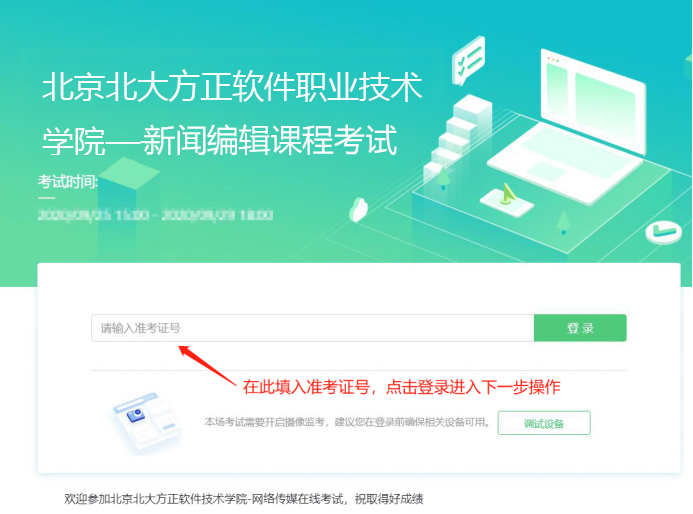 北京北大方正软件职业技术
学院—新闻编辑课程考试
考试时间:
请输入准考证号
登 录
在此填入准考证号，点击登录进入下一步操作
本场考试需要开启摄像监考，建议您在登录前确保相关设备可用。
调试设备
欢迎参加北京北大方正软件技术学院-网络传媒在线考试，祝取得好成绩